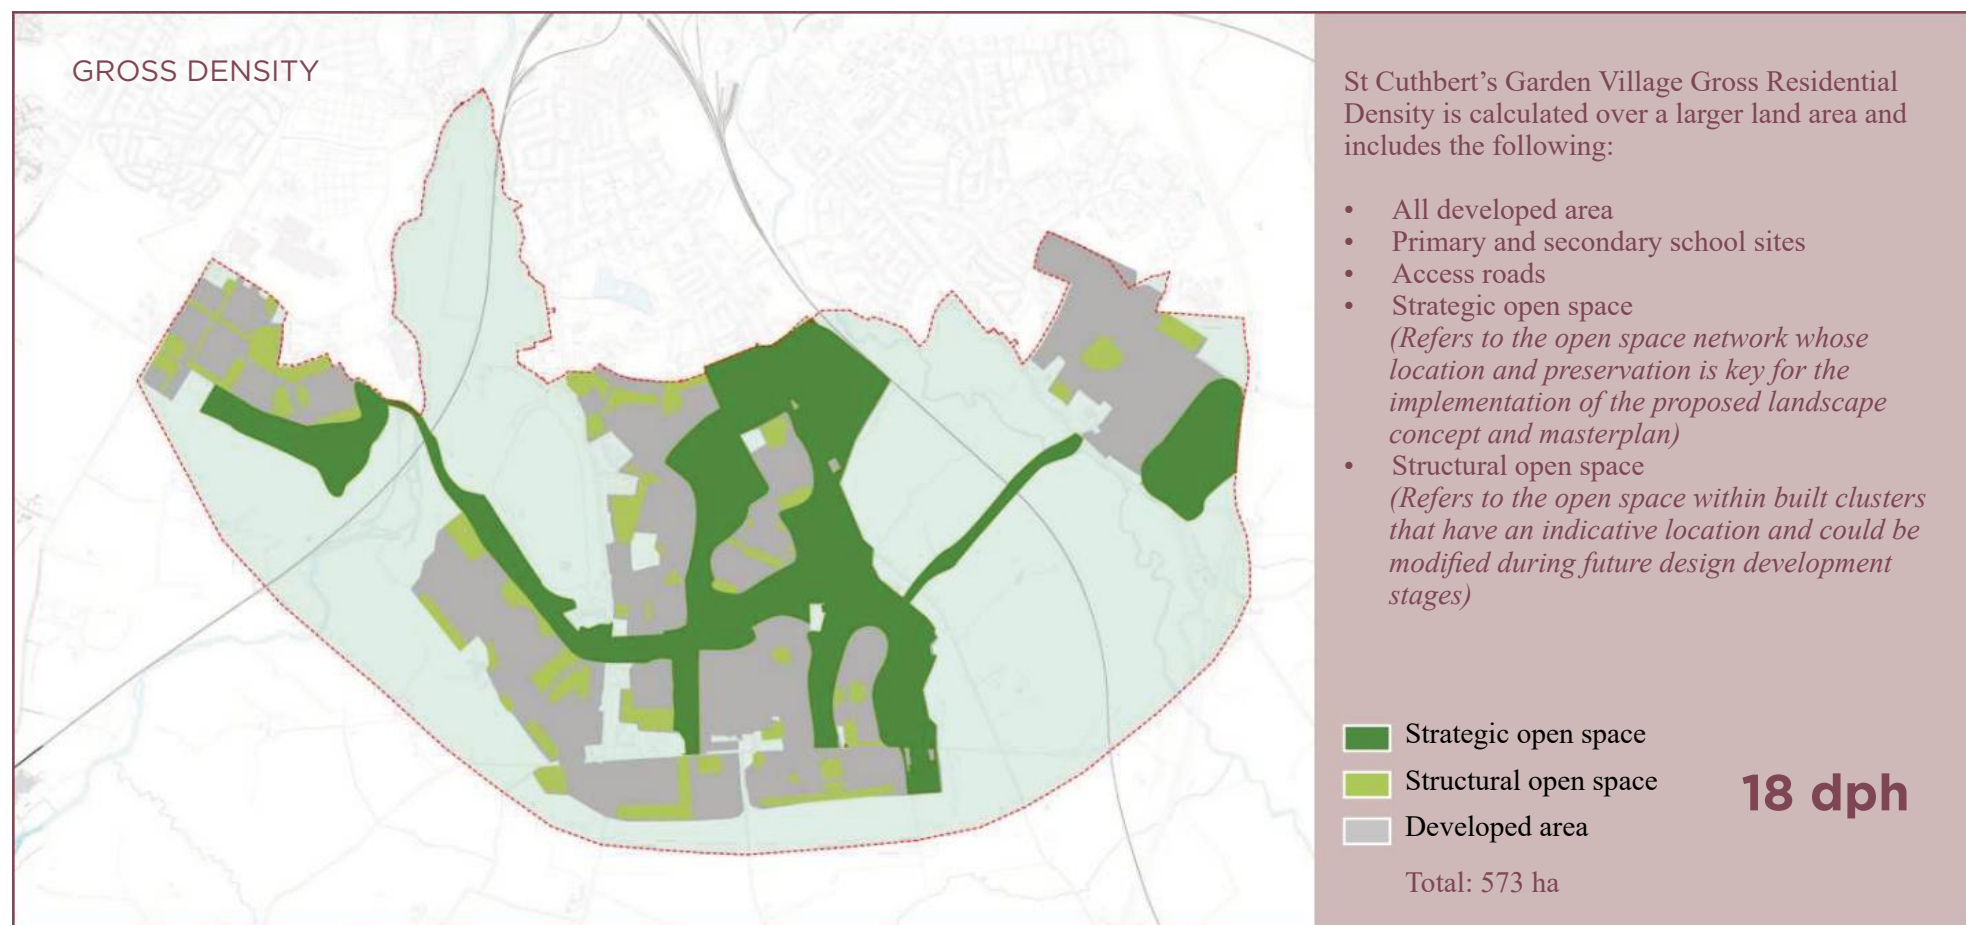 GROSS DENSITY
St Cuthbert’s Garden Village Gross Residential
Density is calculated over a larger land area and
includes the following:
• All developed area
• Primary and secondary school sites
• Access roads
• Strategic open space
(Refers to the open space network whose
location and preservation is key for the
implementation of the proposed landscape
concept and masterplan)
• Structural open space
(Refers to the open space within built clusters
that have an indicative location and could be
modified during future design development
stages)
Strategic open space
Structural open space
Developed area
18 dph
Total: 573 ha